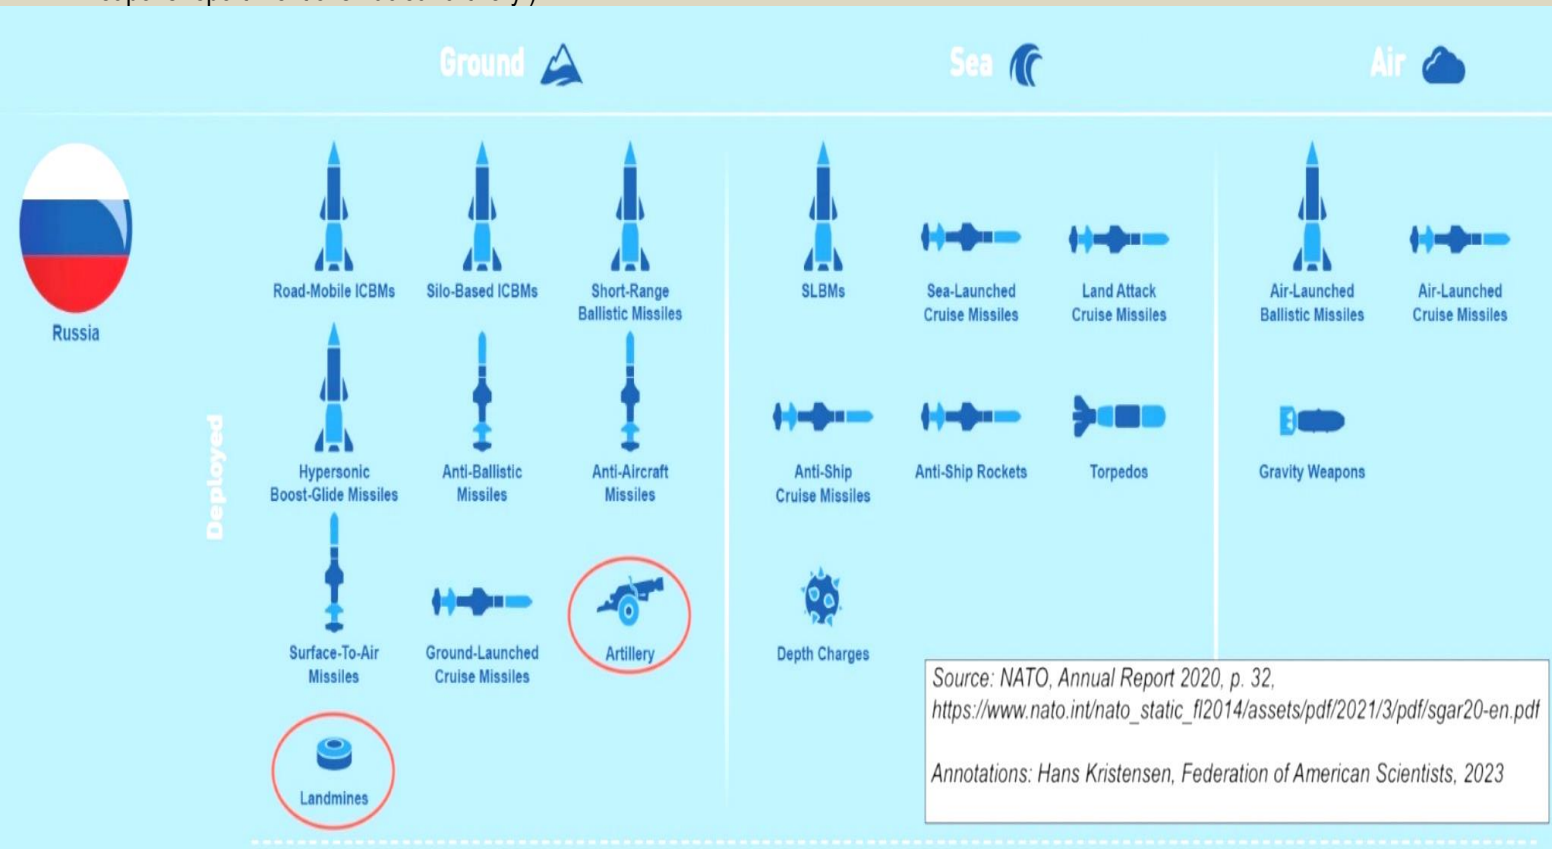 Ground
Sea
Air
Russia
Deployed
Road-Mobile ICBMs
Silo-Based ICBMs
Short-Range
Ballistic Missiles
Hypersonic
Boost-Glide Missiles
Anti-Ballistic
Missiles
Anti-Aircraft
Missiles
Surface-To-Air
Missiles
Ground-Launched
Cruise Missiles
Artillery
Landmines
SLBMs
Sea-Launched
Cruise Missiles
Land Attack
Cruise Missiles
Anti-Ship
Cruise Missiles
Anti-Ship Rockets
Torpedos
Depth Charges
Air-Launched
Ballistic Missiles
Air-Launched
Cruise Missiles
Gravity Weapons
Source: NATO, Annual Report 2020, p. 32,
https://www.nato.int/nato_static_fl2014/assets/pdf/2021/3/pdf/sgar20-en.pdf
Annotations: Hans Kristensen, Federation of American Scientists, 2023